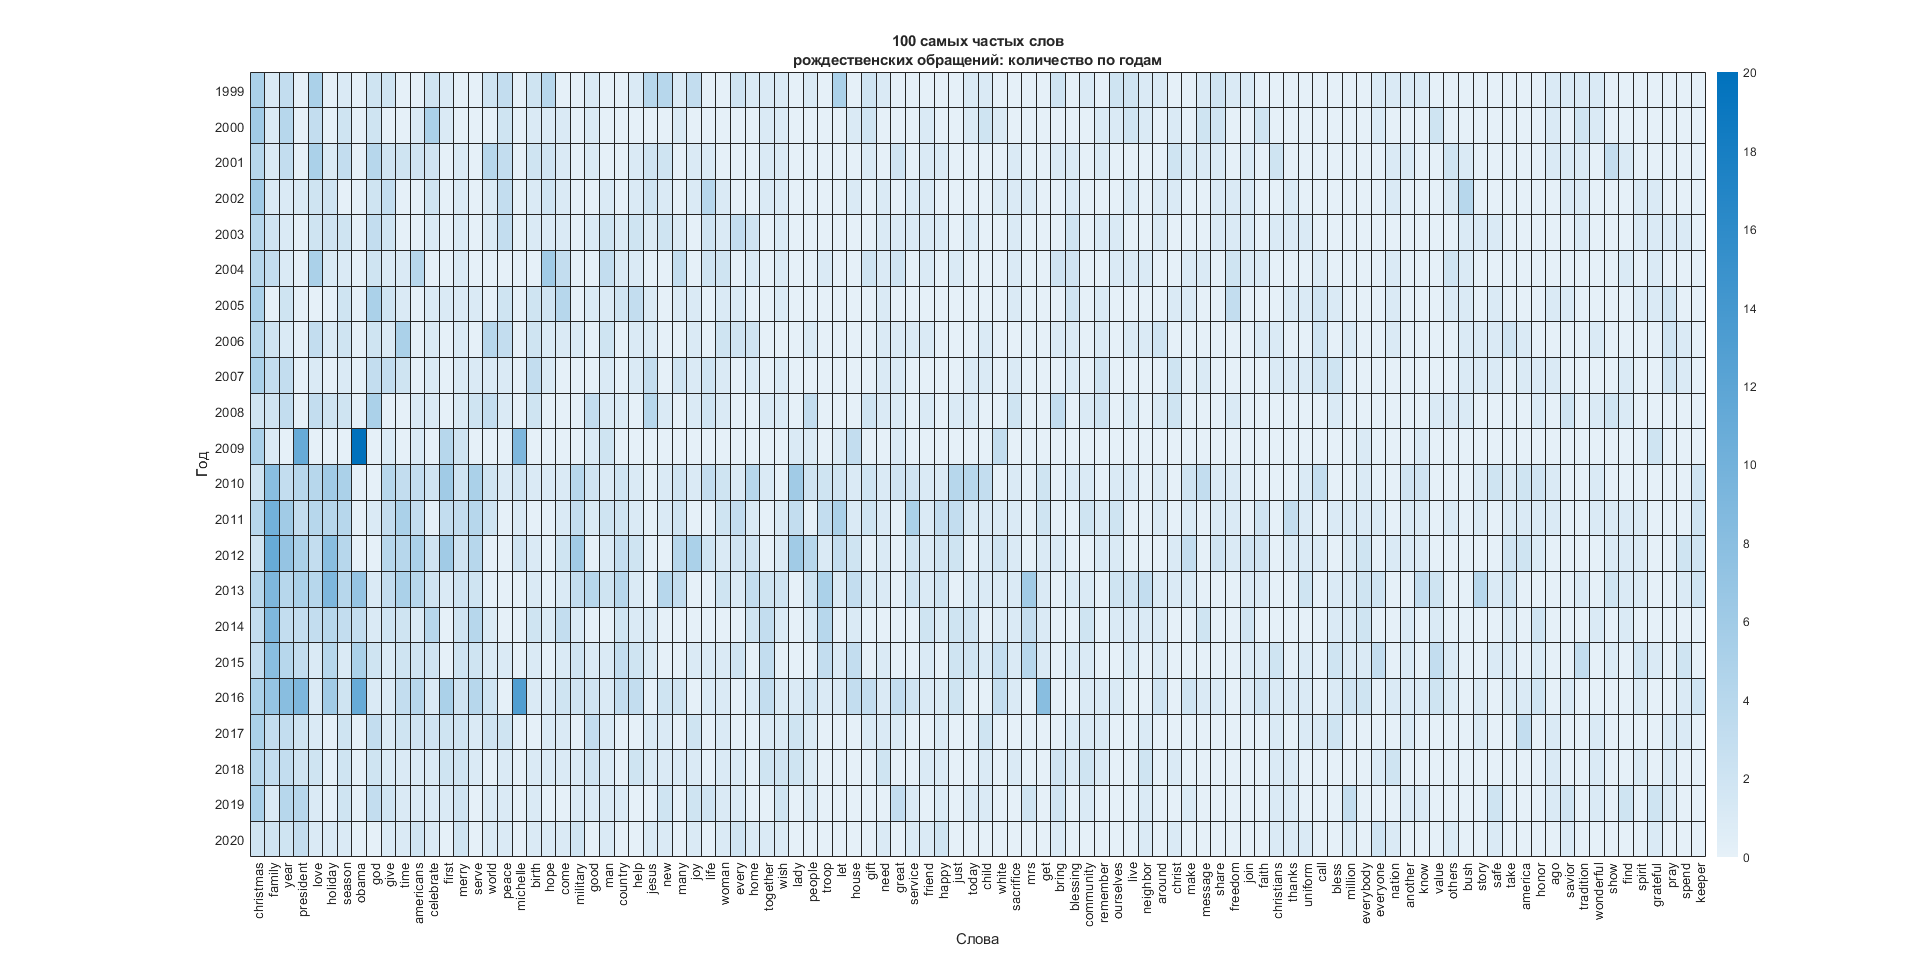 100 самых частых слов
рождественских обращений: количество по годам
1999
2000
2001
2002
2003
2004
2005
2006
2007
2008
2009
2010
2011
2012
2013
2014
2015
2016
2017
2018
2019
2020
Год
christmas
family
year
president
love
holiday
season
obama
god
give
time
americans
celebrate
first
merry
serve
world
peace
michelle
birth
hope
come
military
good
man
country
help
jesus
new
many
joy
life
woman
every
home
together
wish
lady
people
troop
let
house
gift
need
great
service
friend
happy
just
today
child
white
sacrifice
mrs
get
bring
blessing
community
remember
ourselves
live
neighbor
around
christ
make
message
share
freedom
join
faith
christians
thanks
uniform
call
bless
million
everybody
everyone
nation
another
know
value
others
bush
story
safe
take
america
honor
ago
savior
tradition
wonderful
show
find
spirit
grateful
pray
spend
keeper
Слова
20
18
16
14
12
10
8
6
4
2
0